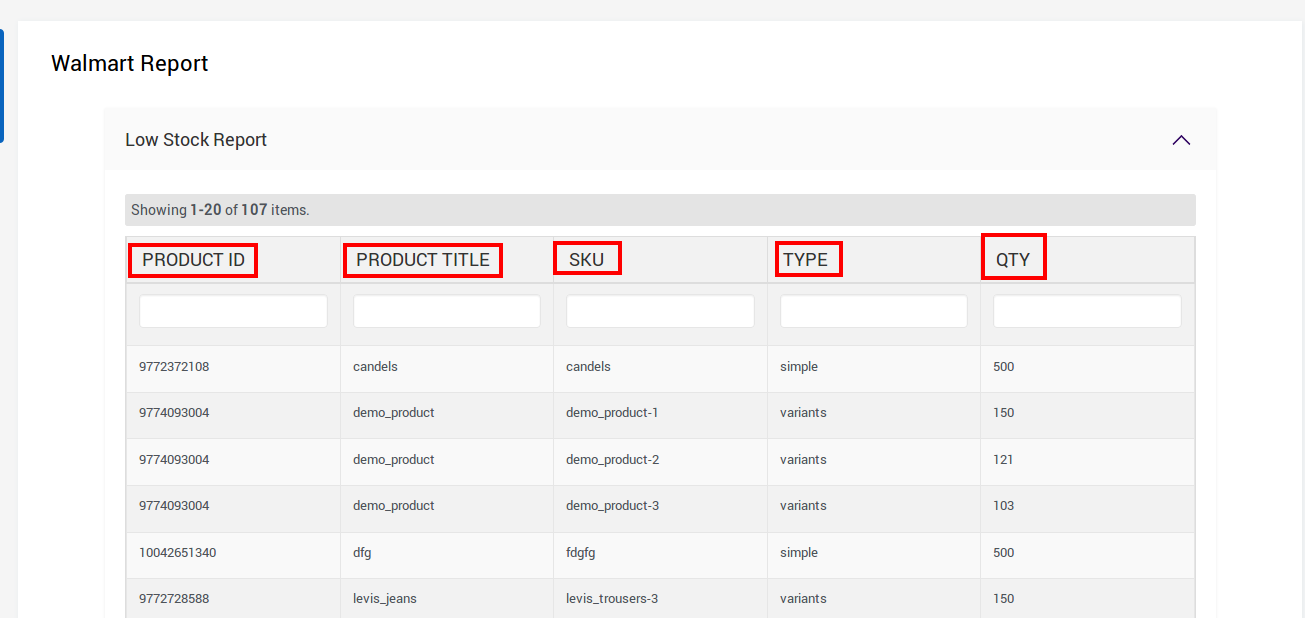 Walmart Report
Low Stock Report
Showing 1-20 of 107 items.
PRODUCT ID PRODUCT TITLE SKU TYPE QTY
9772372108 candels candels simple 500
9774093004 demo_product demo_product-1 variants 150
9774093004 demo_product demo_product-2 variants 121
9774093004 demo_product demo_product-3 variants 103
10042651340 dfg fdgfg simple 500
9772728588 levis_jeans levis_trousers-3 variants 150